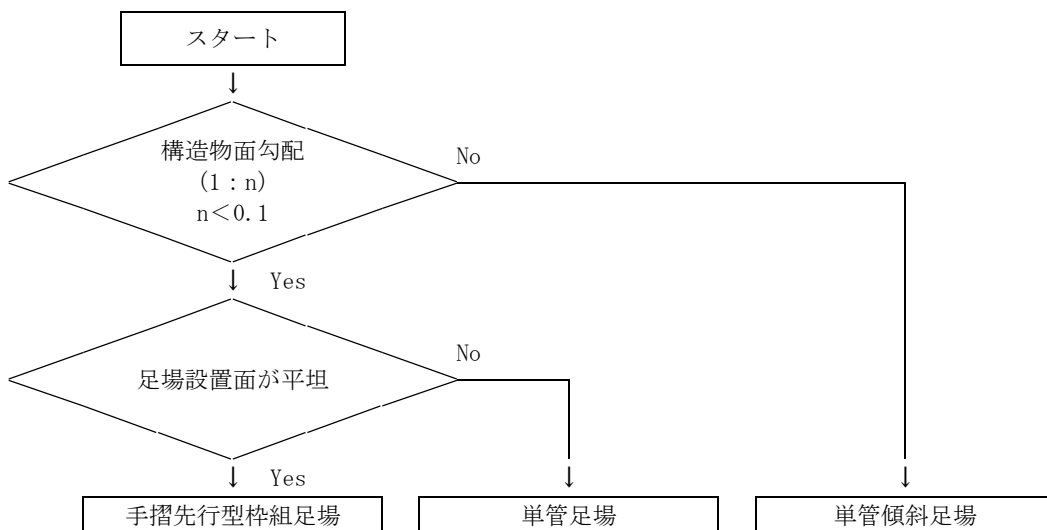 スタート
↓
構造物面勾配
(1：n)
n＜0.1
No
↓ Yes
足場設置面が平坦
No
↓ Yes
↓
↓
手摺先行型枠組足場
単管足場
単管傾斜足場